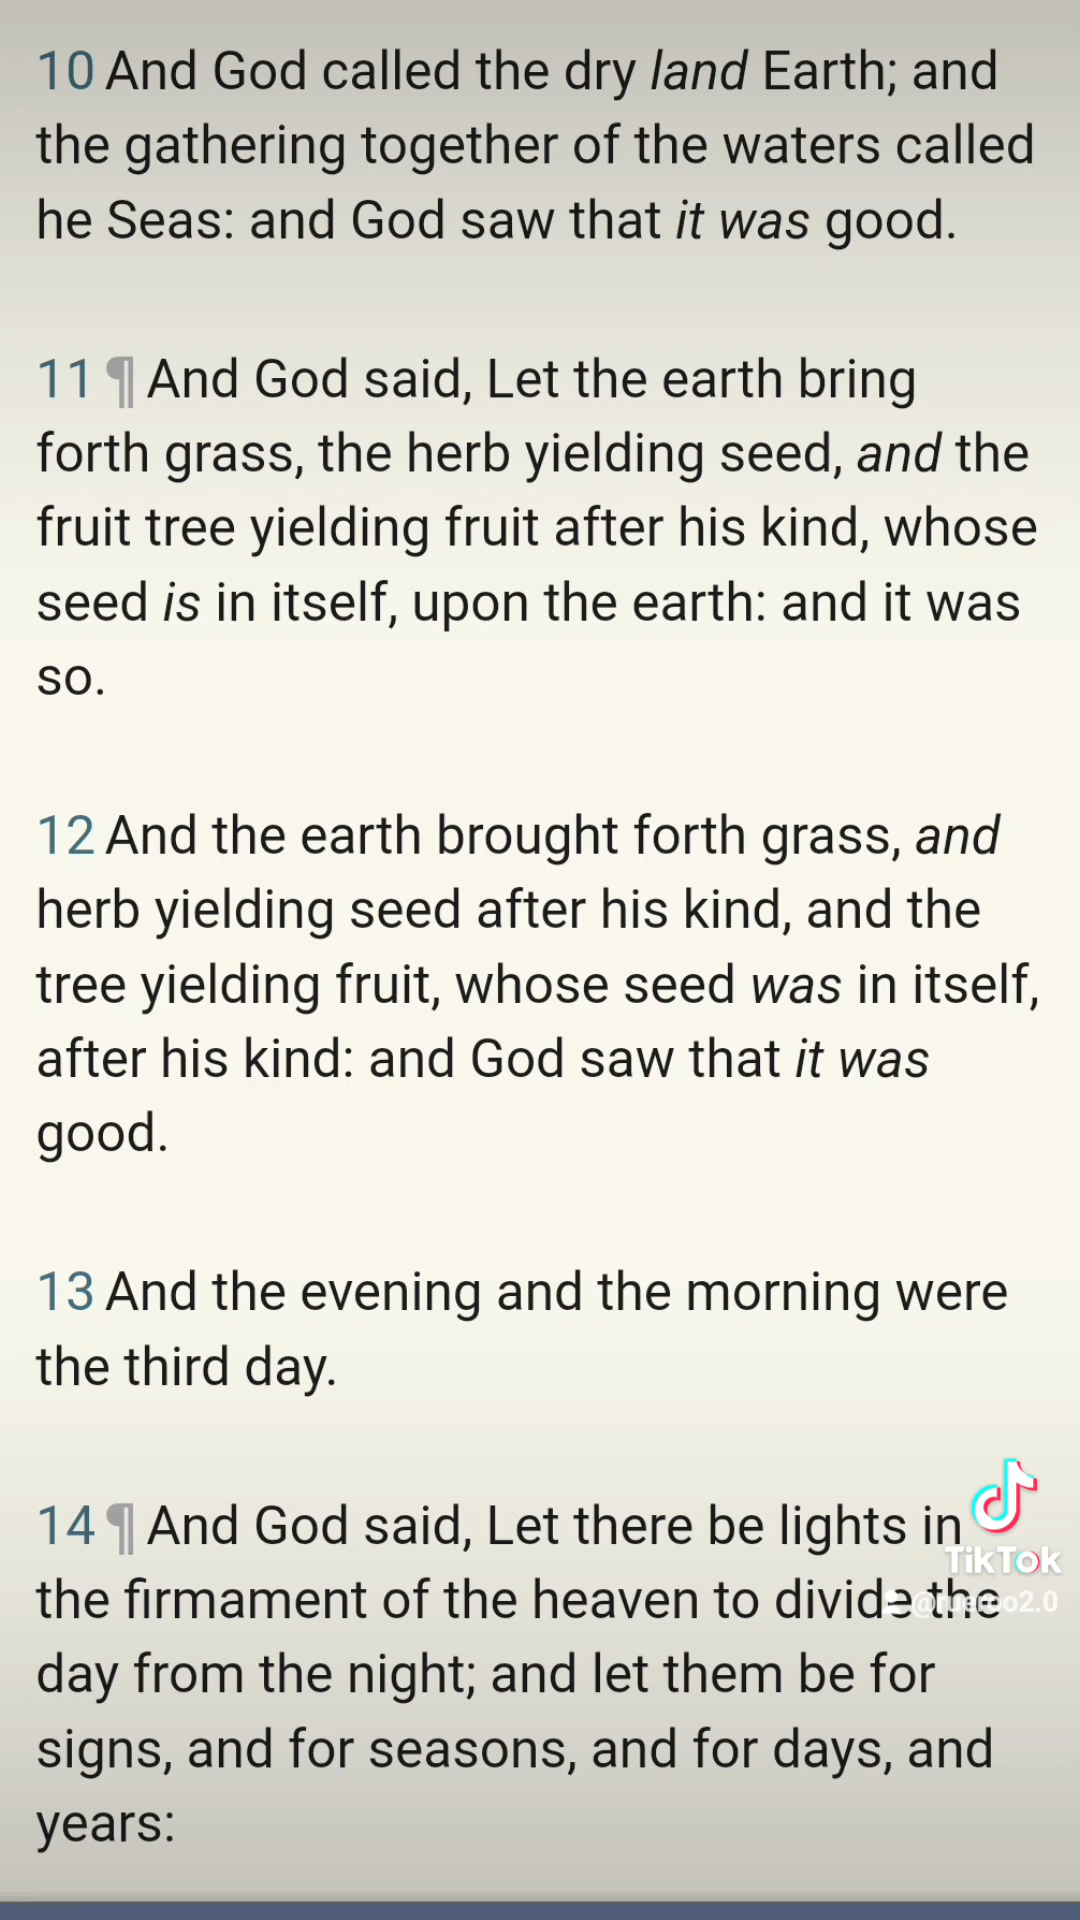 10 And God called the dry land Earth; and
the gathering together of the waters called
he Seas: and God saw that it was good.
11 ¶ And God said, Let the earth bring
forth grass, the herb yielding seed, and the
fruit tree yielding fruit after his kind, whose
seed is in itself, upon the earth: and it was
so.
12 And the earth brought forth grass, and
herb yielding seed after his kind, and the
tree yielding fruit, whose seed was in itself,
after his kind: and God saw that it was
good.
13 And the evening and the morning were
the third day.
14 ¶ And God said, Let there be lights in
the firmament of the heaven to divide the
day from the night; and let them be for
signs, and for seasons, and for days, and
years:
TikTok